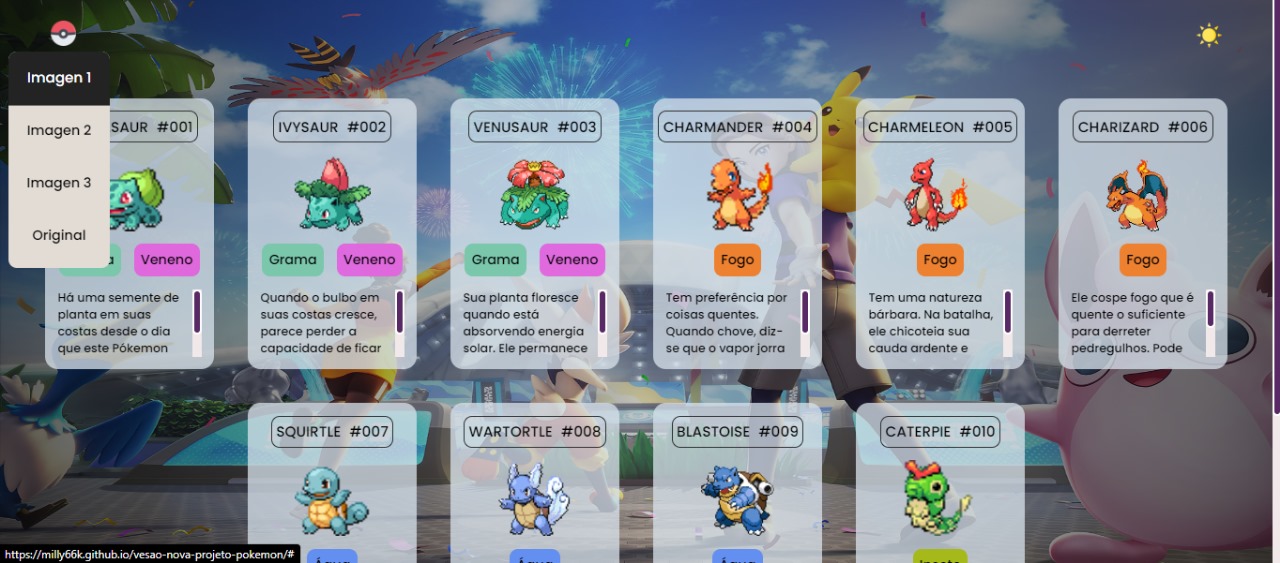 Imagen 1
Imagen 2
Imagen 3
Original
SAUR #001
Veneno
Há uma semente de
planta em suas
costas desde o dia
que este Pókemon
IVYSAUR #002
Grama Veneno
Quando o bulbo em
suas costas cresce,
parece perder a
capacidade de ficar
VENUSAUR #003
Grama Veneno
Sua planta floresce
quando está
absorvendo energia
solar. Ele permanece
CHARMANDER #004
Fogo
Tem preferência por
coisas quentes.
Quando chove, diz-
se que o vapor jorra
CHARMELEON #005
Fogo
Tem uma natureza
bárbara. Na batalha,
ele chicoteia sua
cauda ardente e
CHARIZARD #006
Fogo
Ele cospe fogo que é
quente o suficiente
para derreter
pedregulhos. Pode
SQUIRTLE #007
WARTORTLE #008
BLASTOISE #009
CATERPIE #010
https://milly66k.github.io/vesao-nova-projeto-pokemon/#